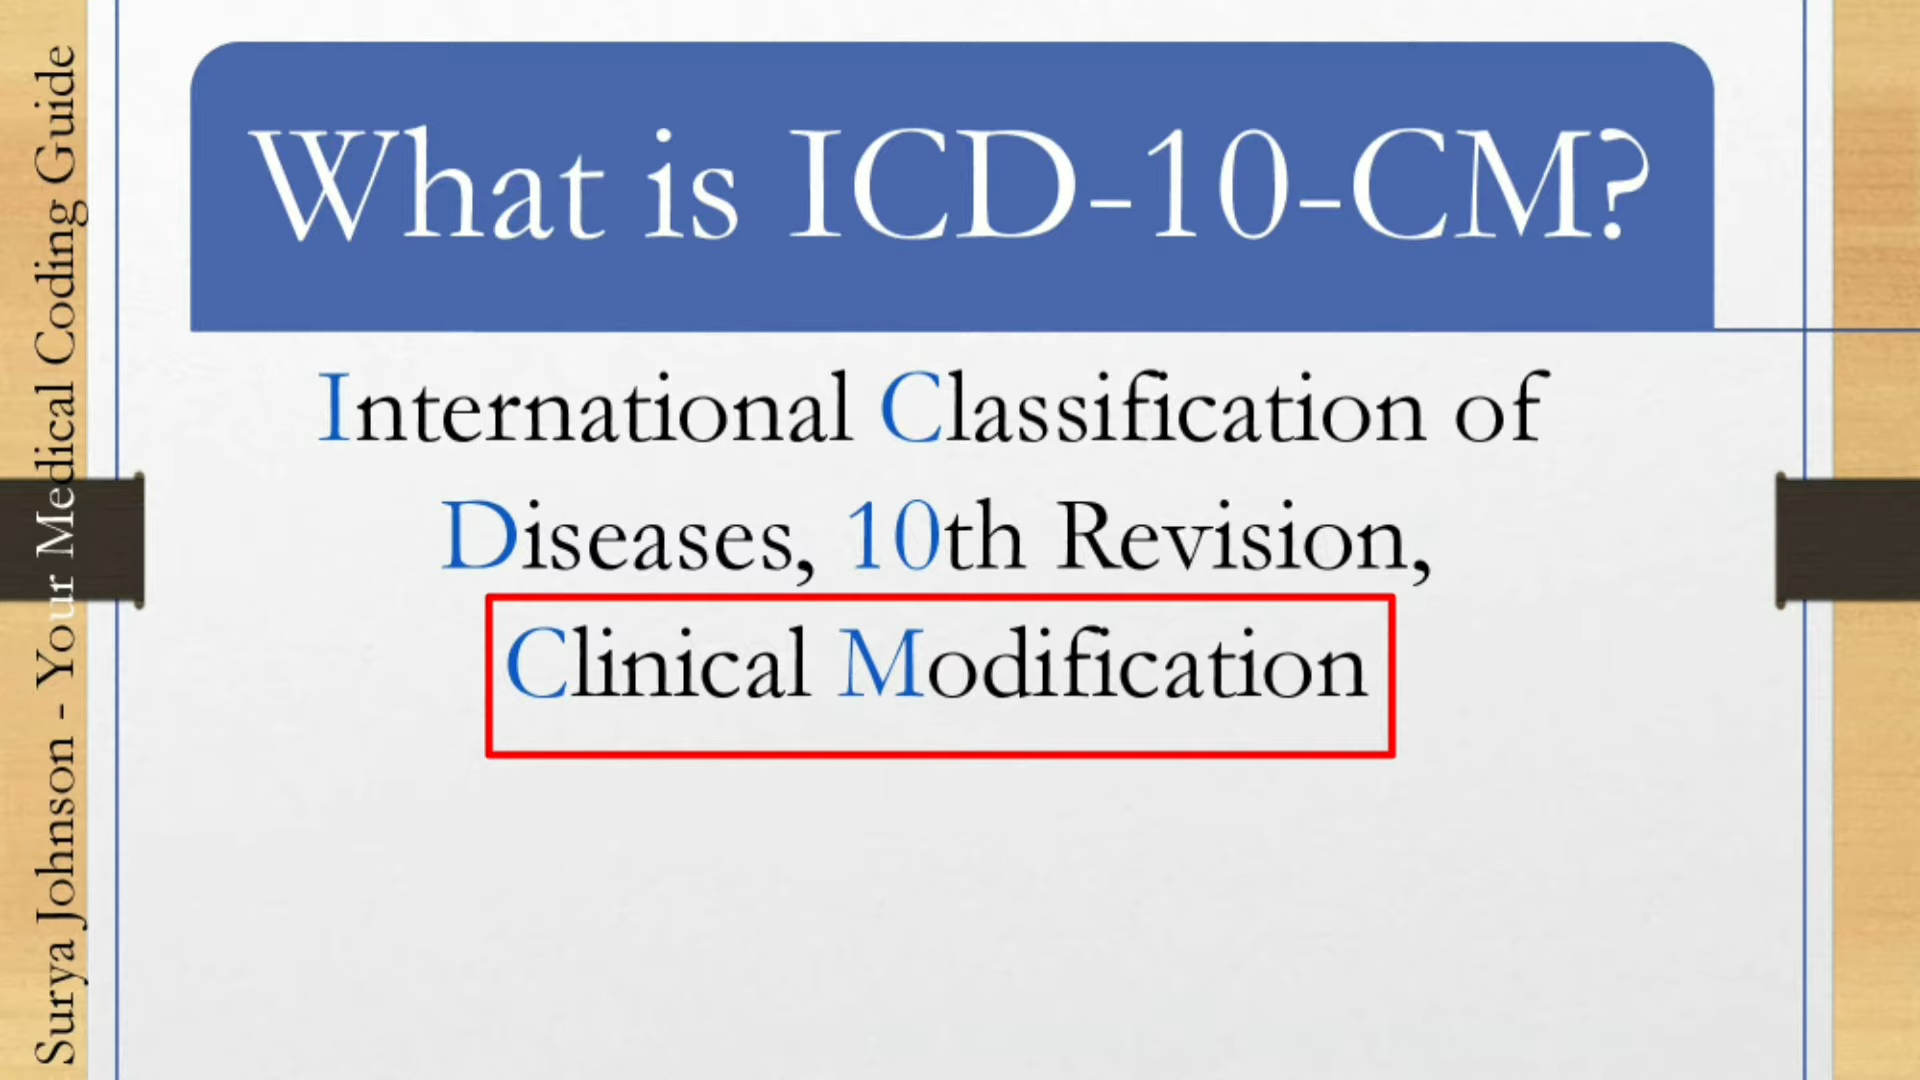 What is ICD-10-CM?
International Classification of
Diseases, 10th Revision,
Clinical Modification
Surya Johnson - Your Medical Coding Guide